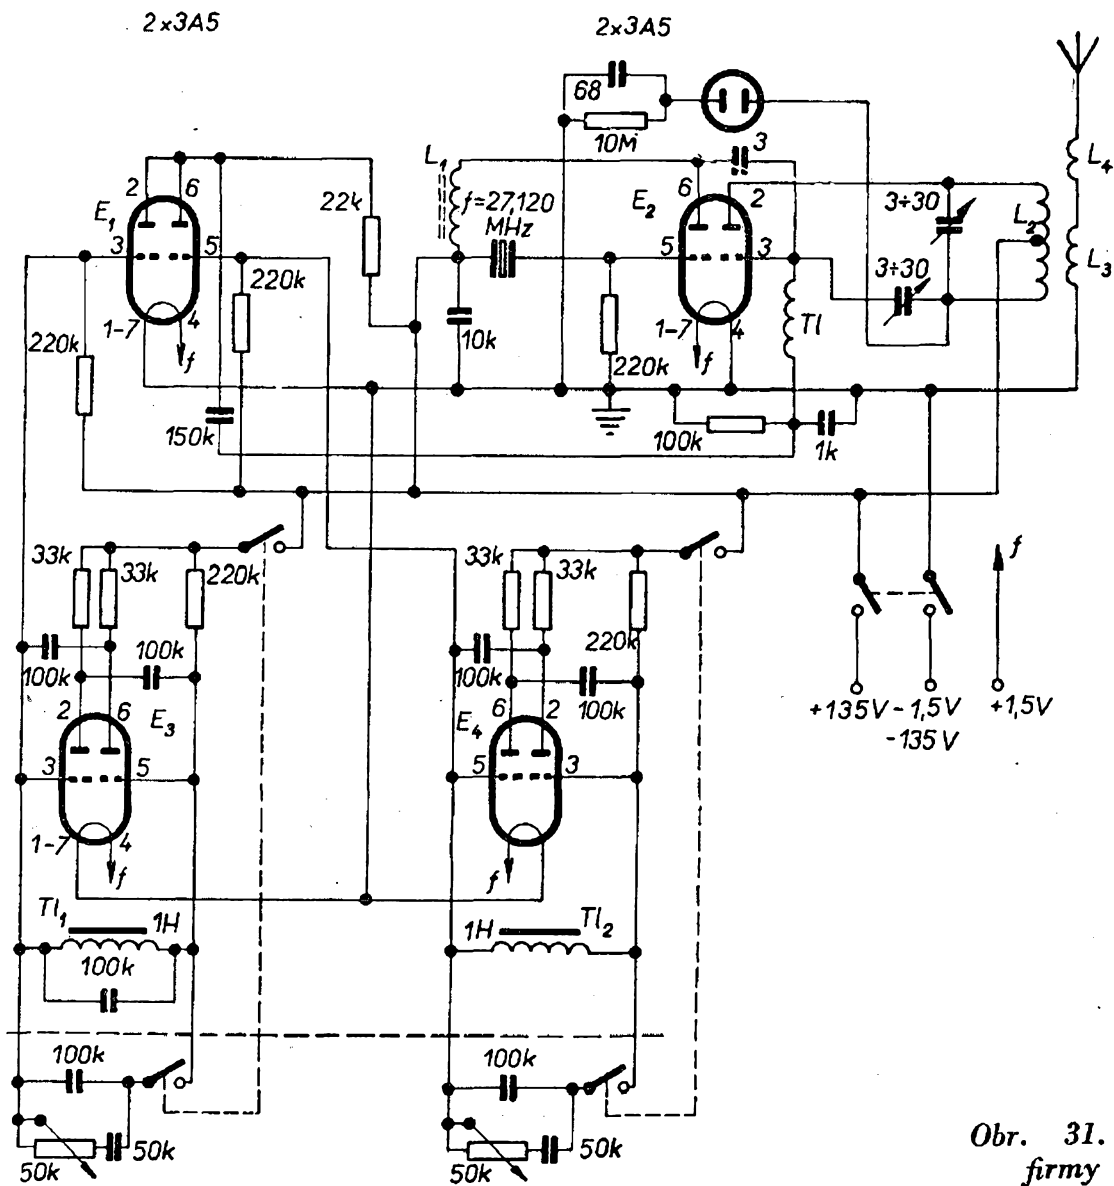 2x3A5
2x3A5
68
10M
3
L1
L4
2
6
22k
f=27,120
MHz
6
2
3÷30
L2
E1
E2
3
5
5
3
3÷30
L3
220k
1-7
4
f
10k
1-7
4
f
Tl
220k
220k
150k
100k
1k
33k
33k
220k
33k
33k
220k
f
100k
100k
100k
100k
2
6
E3
6
2
E4
+135V
-1,5V
+1,5V
-135V
3
5
5
3
1-7
4
f
f
Tl1
1H
1H
Tl2
100k
100k
100k
50k
50k
50k
50k
Obr. 31.
firmy